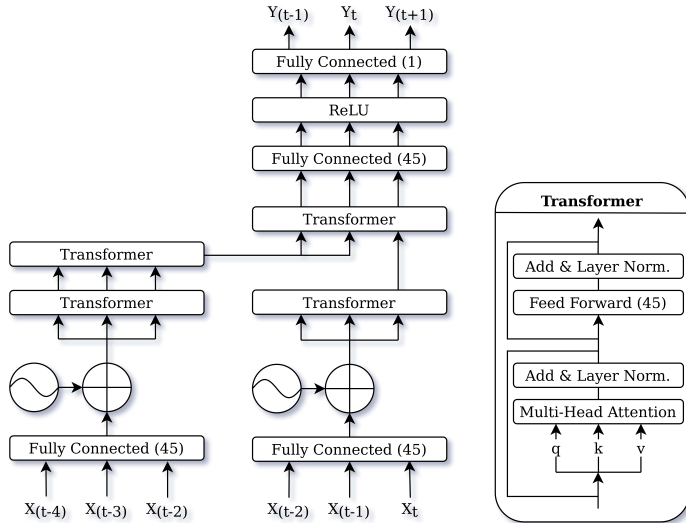 Y(t-1) Yt Y(t+1)
Fully Connected (1)
ReLU
Fully Connected (45)
Transformer
Transformer
Transformer
Transformer
Fully Connected (45)
X(t-4) X(t-3) X(t-2)
Fully Connected (45)
X(t-2) X(t-1) Xt
Transformer
Add & Layer Norm.
Feed Forward (45)
Add & Layer Norm.
Multi-Head Attention
q k v